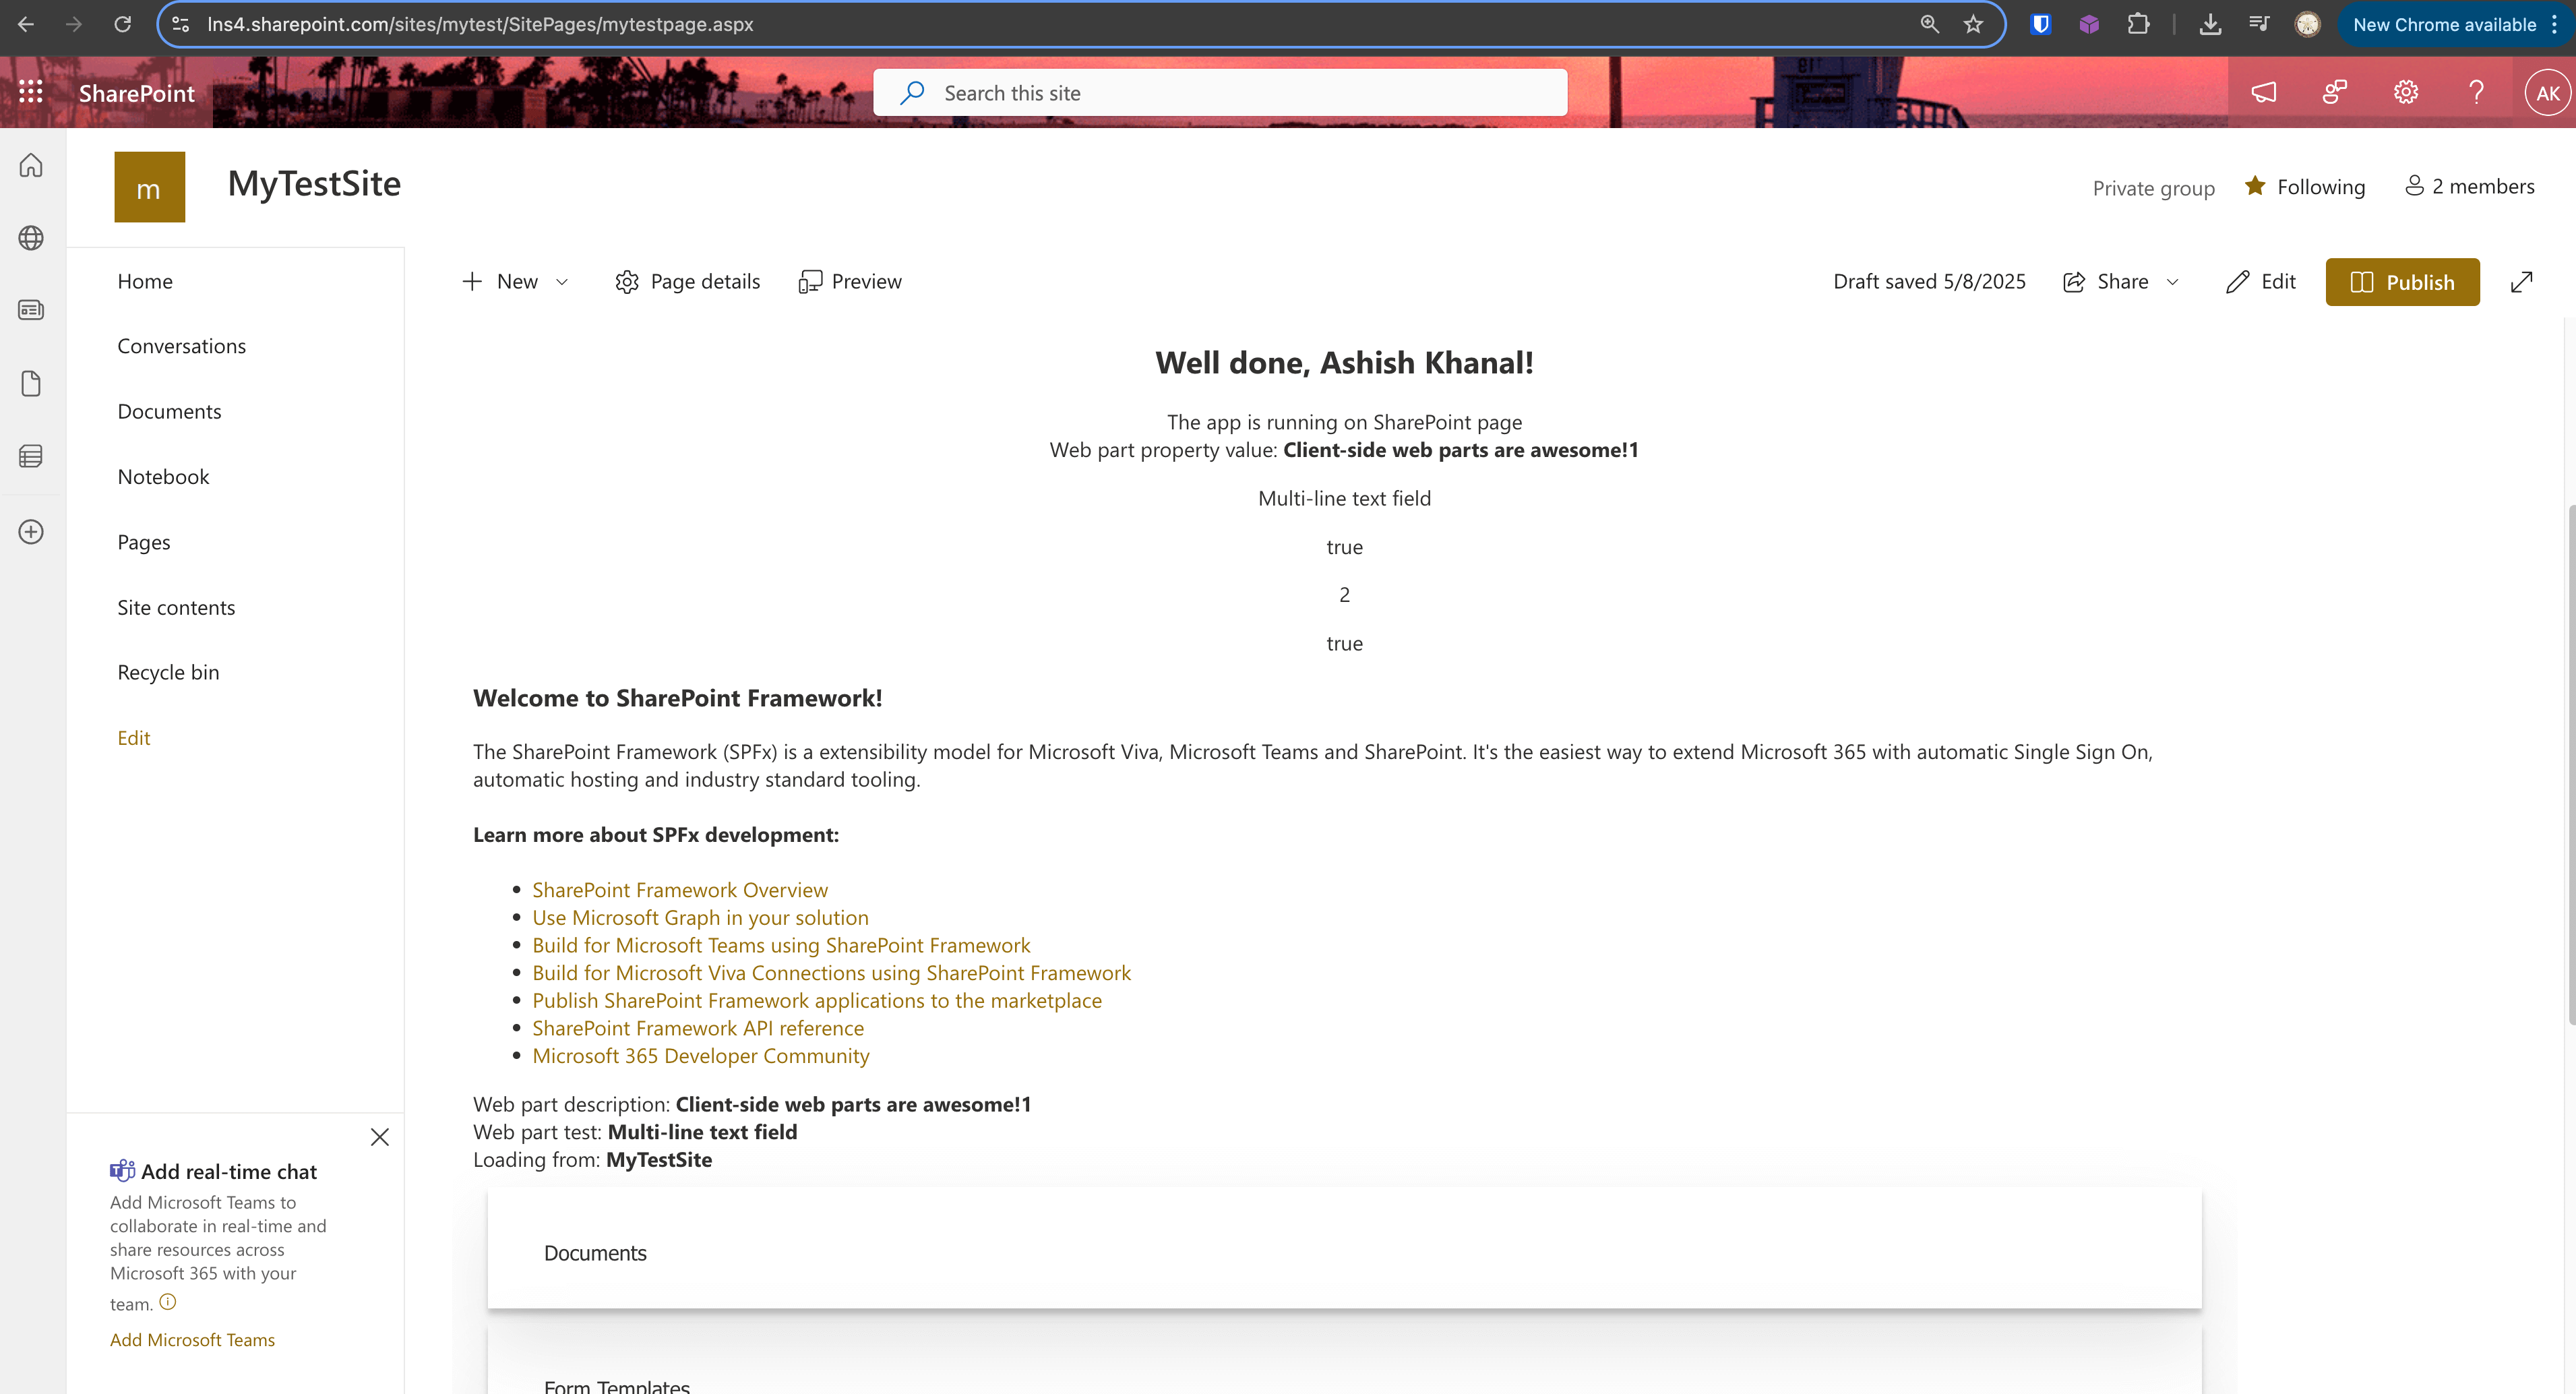 lns4.sharepoint.com/sites/mytest/SitePages/mytestpage.aspx
New Chrome available
SharePoint
Search this site
AK
m
MyTestSite
Private group
Following
2 members
Home
Conversations
Documents
Notebook
Pages
Site contents
Recycle bin
Edit
New
Page details
Preview
Draft saved 5/8/2025
Share
Edit
Publish
Well done, Ashish Khanal!
The app is running on SharePoint page
Web part property value: Client-side web parts are awesome!1
Multi-line text field
true
2
true
Welcome to SharePoint Framework!
The SharePoint Framework (SPFx) is a extensibility model for Microsoft Viva, Microsoft Teams and SharePoint. It's the easiest way to extend Microsoft 365 with automatic Single Sign On,
automatic hosting and industry standard tooling.
Learn more about SPFx development:
SharePoint Framework Overview
Use Microsoft Graph in your solution
Build for Microsoft Teams using SharePoint Framework
Build for Microsoft Viva Connections using SharePoint Framework
Publish SharePoint Framework applications to the marketplace
SharePoint Framework API reference
Microsoft 365 Developer Community
Web part description: Client-side web parts are awesome!1
Web part test: Multi-line text field
Loading from: MyTestSite
Documents
Form Templates
Add real-time chat
Add Microsoft Teams to
collaborate in real-time and
share resources across
Microsoft 365 with your
team.
Add Microsoft Teams